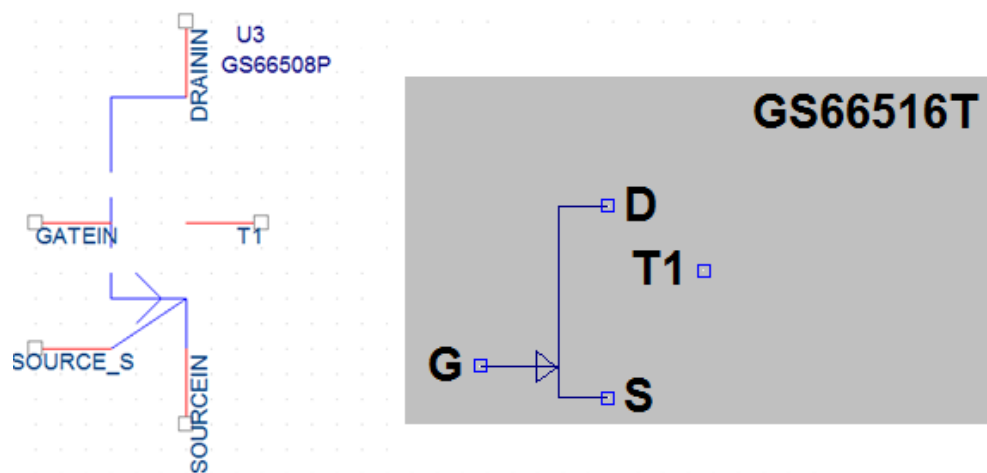 U3
GS66508P
DRAININ
GATEIN
T1
SOURCE_S
SOURCEIN
GS66516T
D
T1
G
S